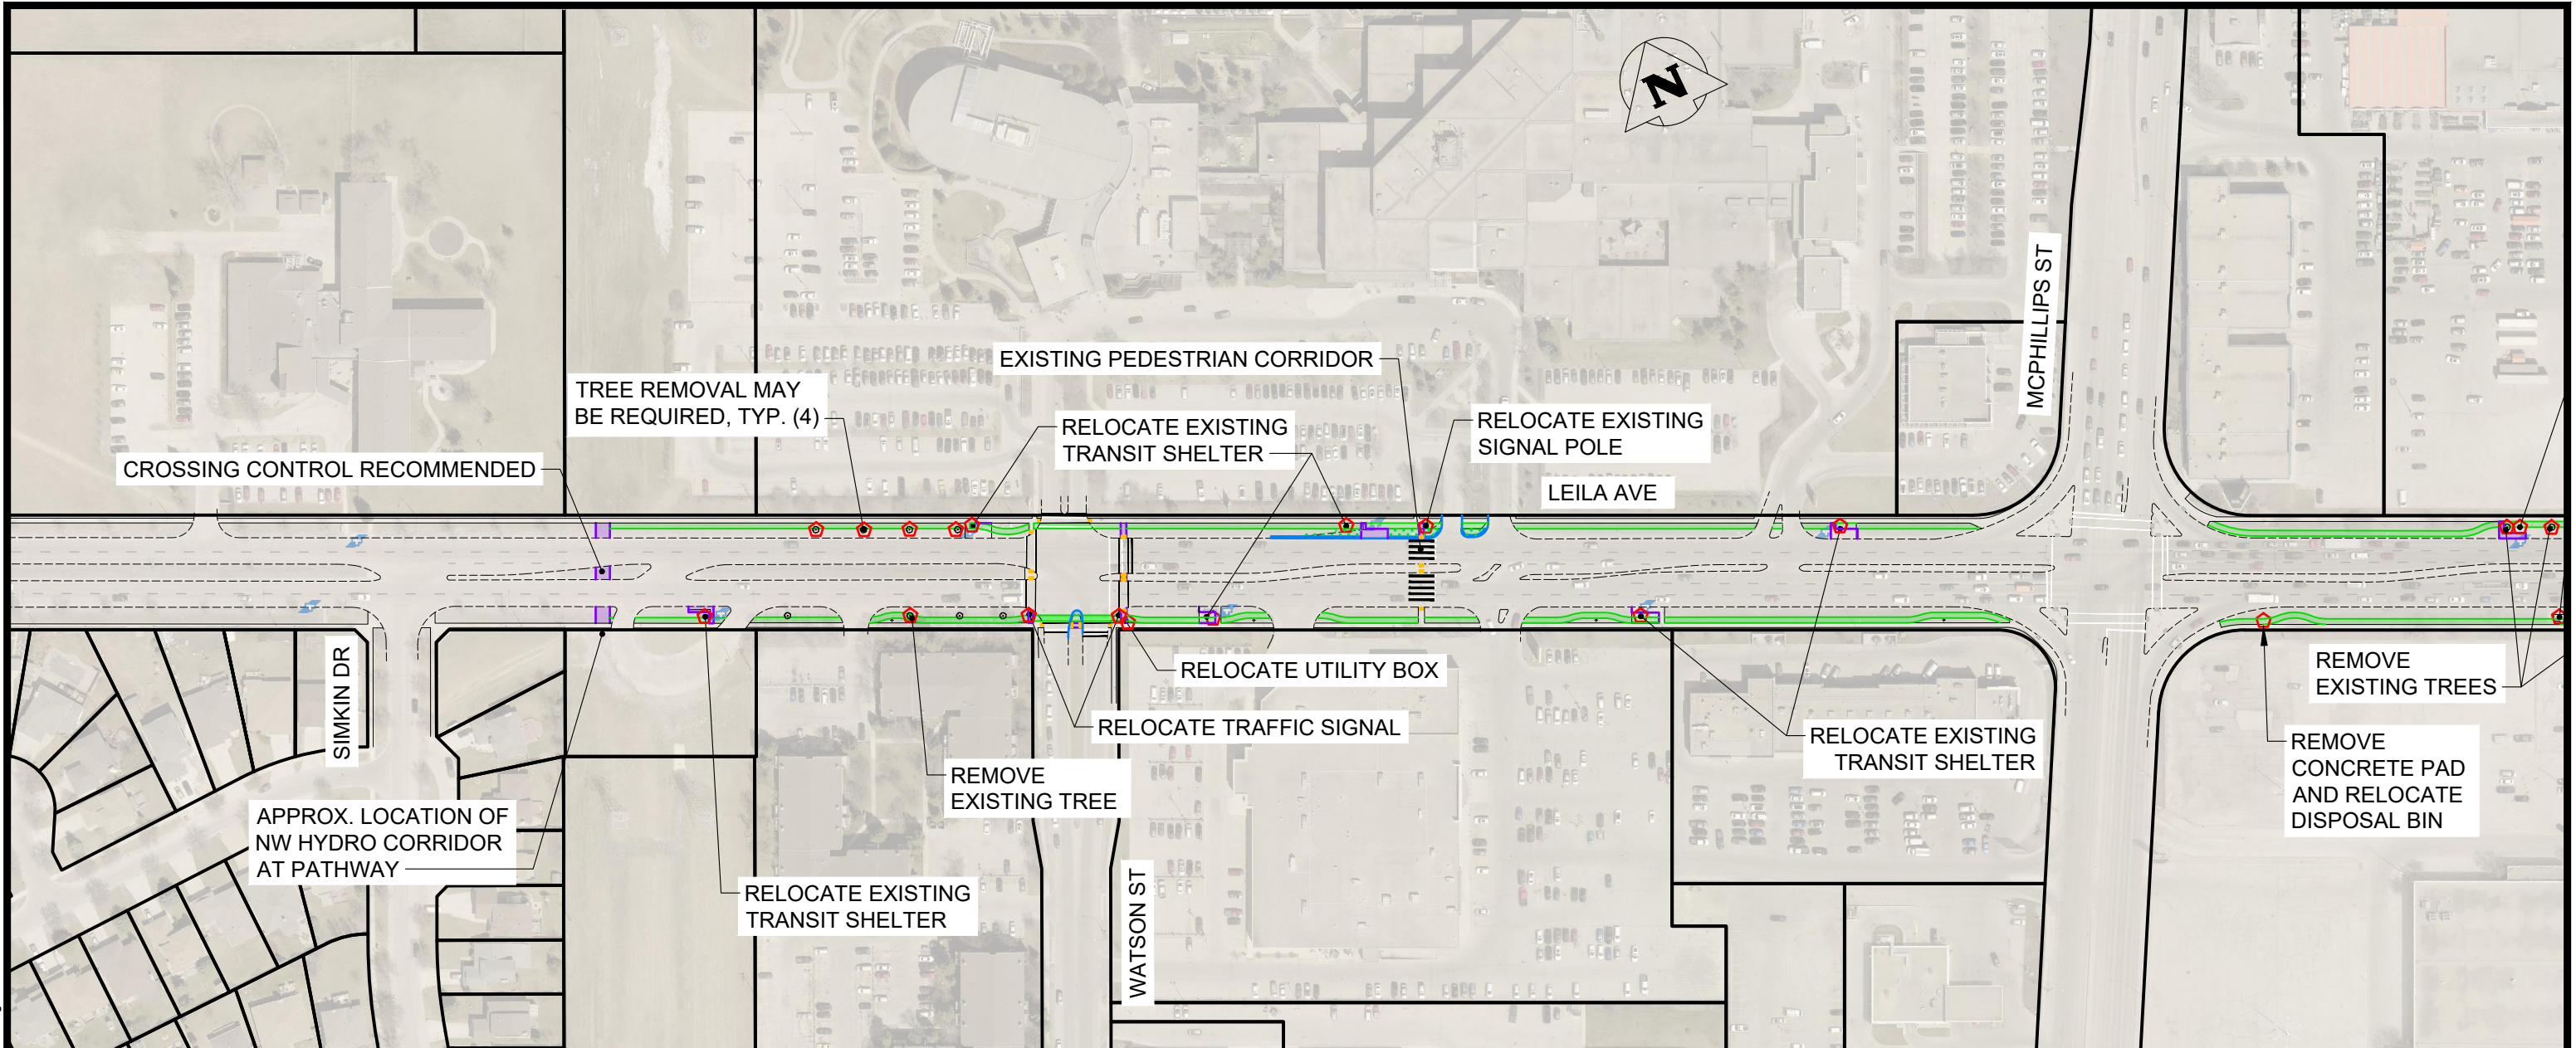 N
MCPHILLIPS ST
EXISTING PEDESTRIAN CORRIDOR
TREE REMOVAL MAY
BE REQUIRED, TYP. (4)
RELOCATE EXISTING
TRANSIT SHELTER
RELOCATE EXISTING
SIGNAL POLE
CROSSING CONTROL RECOMMENDED
LEILA AVE
SIMKIN DR
RELOCATE UTILITY BOX
REMOVE
EXISTING TREES
RELOCATE TRAFFIC SIGNAL
RELOCATE EXISTING
TRANSIT SHELTER
REMOVE
CONCRETE PAD
AND RELOCATE
DISPOSAL BIN
REMOVE
EXISTING TREE
APPROX. LOCATION OF
NW HYDRO CORRIDOR
AT PATHWAY
RELOCATE EXISTING
TRANSIT SHELTER
WATSON ST